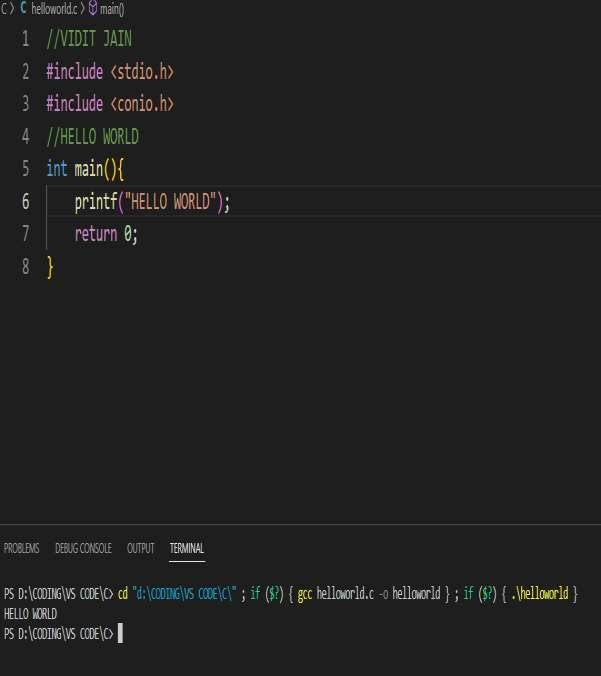 C > C helloworld.c > main()
1 //VIDIT JAIN
2 #include <stdio.h>
3 #include <conio.h>
4 //HELLO WORLD
5 int main(){
6 printf("HELLO WORLD");
7 return 0;
8 }
PROBLEMS DEBUG CONSOLE OUTPUT TERMINAL
PS D:\CODING\VS CODE\C> cd "d:\CODING\VS CODE\C\" ; if ($?) { gcc helloworld.c -o helloworld } ; if ($?) { .\helloworld }
HELLO WORLD
PS D:\CODING\VS CODE\C>